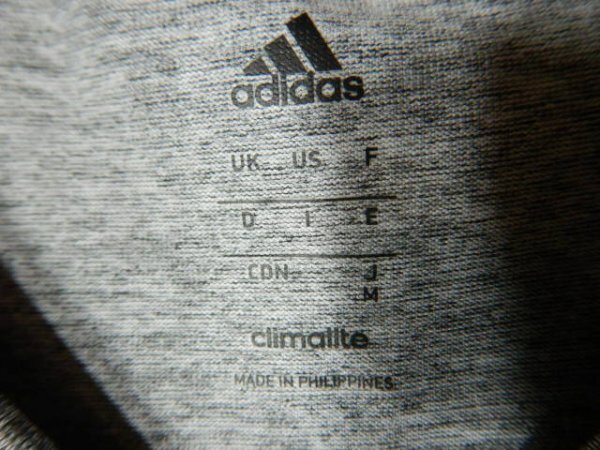 adidas
UK US F
D I E
CDN J
M
climalite
MADE IN PHILIPPINES